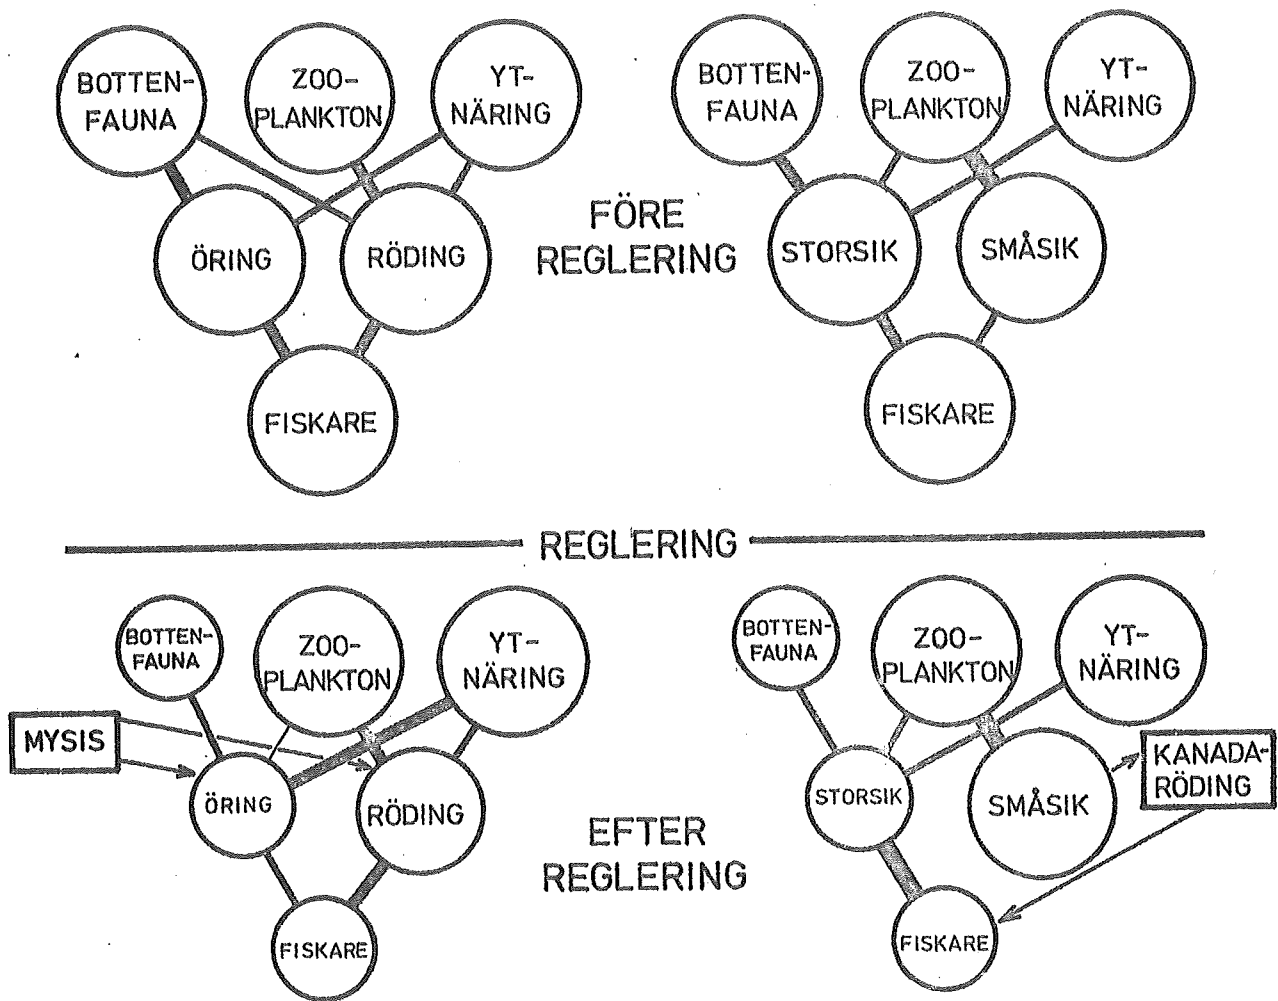 BOTTEN-
FAUNA
ZOO-
PLANKTON
YT-
NÄRING
ÖRING
RÖDING
FISKARE
FÖRE
REGLERING
BOTTEN-
FAUNA
ZOO-
PLANKTON
YT-
NÄRING
STORSIK
SMÅSIK
FISKARE
REGLERING
BOTTEN-
FAUNA
ZOO-
PLANKTON
YT-
NÄRING
MYSIS
ÖRING
RÖDING
FISKARE
EFTER
REGLERING
BOTTEN-
FAUNA
ZOO-
PLANKTON
YT-
NÄRING
STORSIK
SMÅSIK
KANADA-
RÖDING
FISKARE